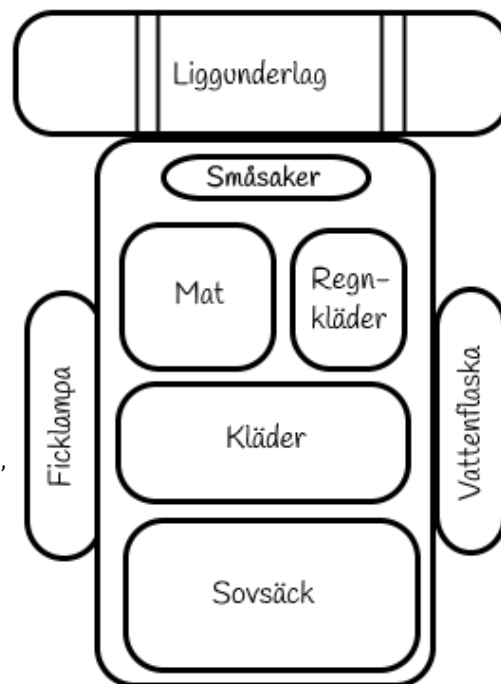 Liggunderlag
Småsaker
Mat
Regn-
kläder
Ficklampa
Vattenflaska
Kläder
,
Sovsäck